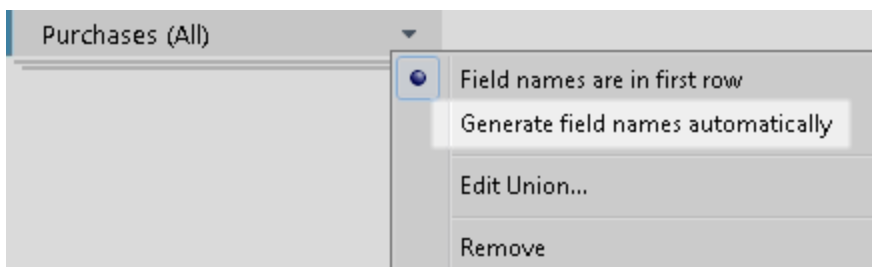 Purchases (All)
Field names are in first row
Generate field names automatically
Edit Union...
Remove